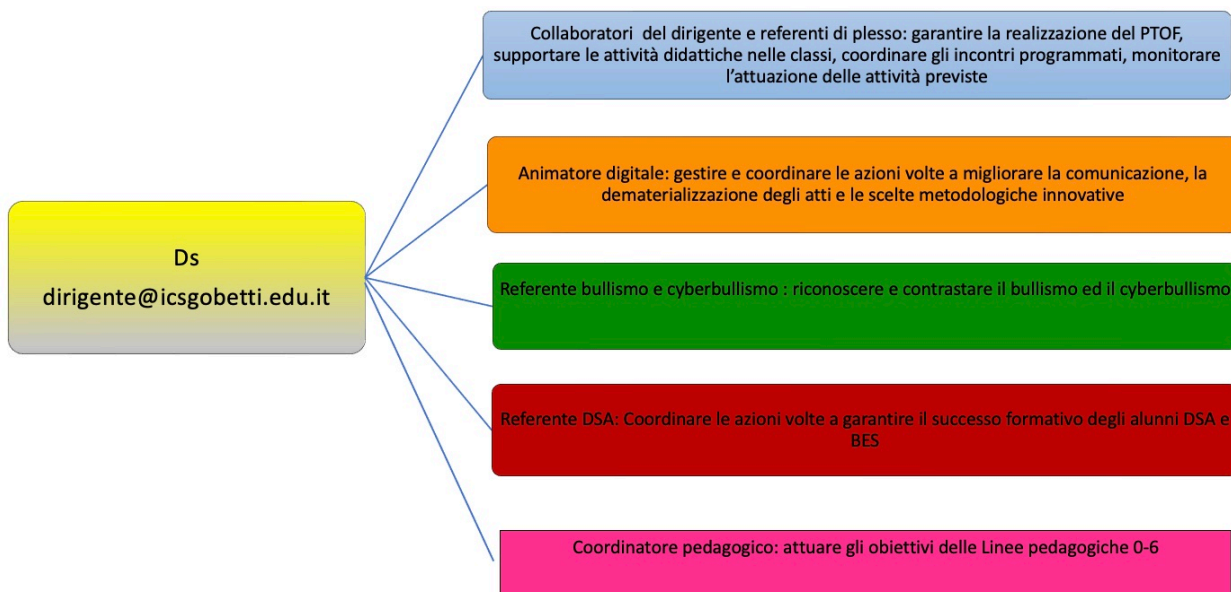 Ds
dirigente@icsgobetti.edu.it
Collaboratori del dirigente e referenti di plesso: garantire la realizzazione del PTOF,
supportare le attività didattiche nelle classi, coordinare gli incontri programmati, monitorare
l'attuazione delle attività previste
Animatore digitale: gestire e coordinare le azioni volte a migliorare la comunicazione, la
dematerializzazione degli atti e le scelte metodologiche innovative
Referente bullismo e cyberbullismo : riconoscere e contrastare il bullismo ed il cyberbullismo
Referente DSA: Coordinare le azioni volte a garantire il successo formativo degli alunni DSA e
BES
Coordinatore pedagogico: attuare gli obiettivi delle Linee pedagogiche 0-6